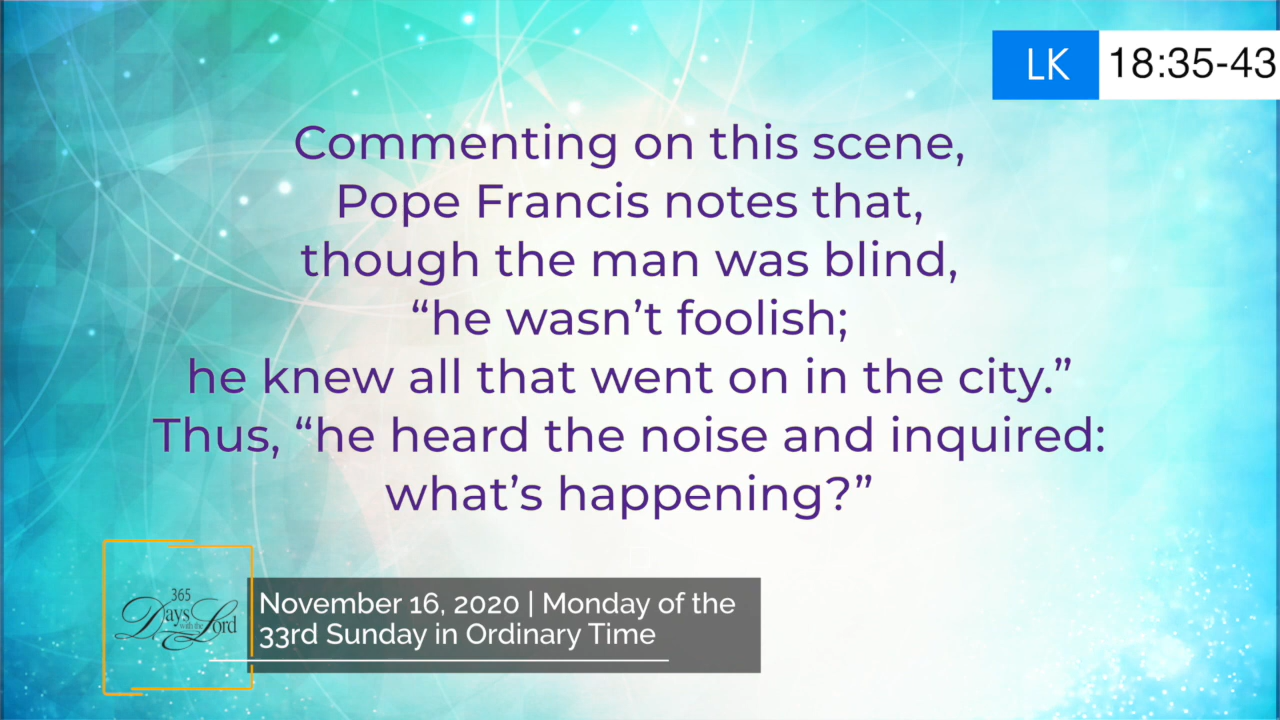 LK 18:35-43
Commenting on this scene,
Pope Francis notes that,
though the man was blind,
“he wasn’t foolish;
he knew all that went on in the city.”
Thus, “he heard the noise and inquired:
what’s happening?”
365
Days with the Lord
November 16, 2020 | Monday of the
33rd Sunday in Ordinary Time